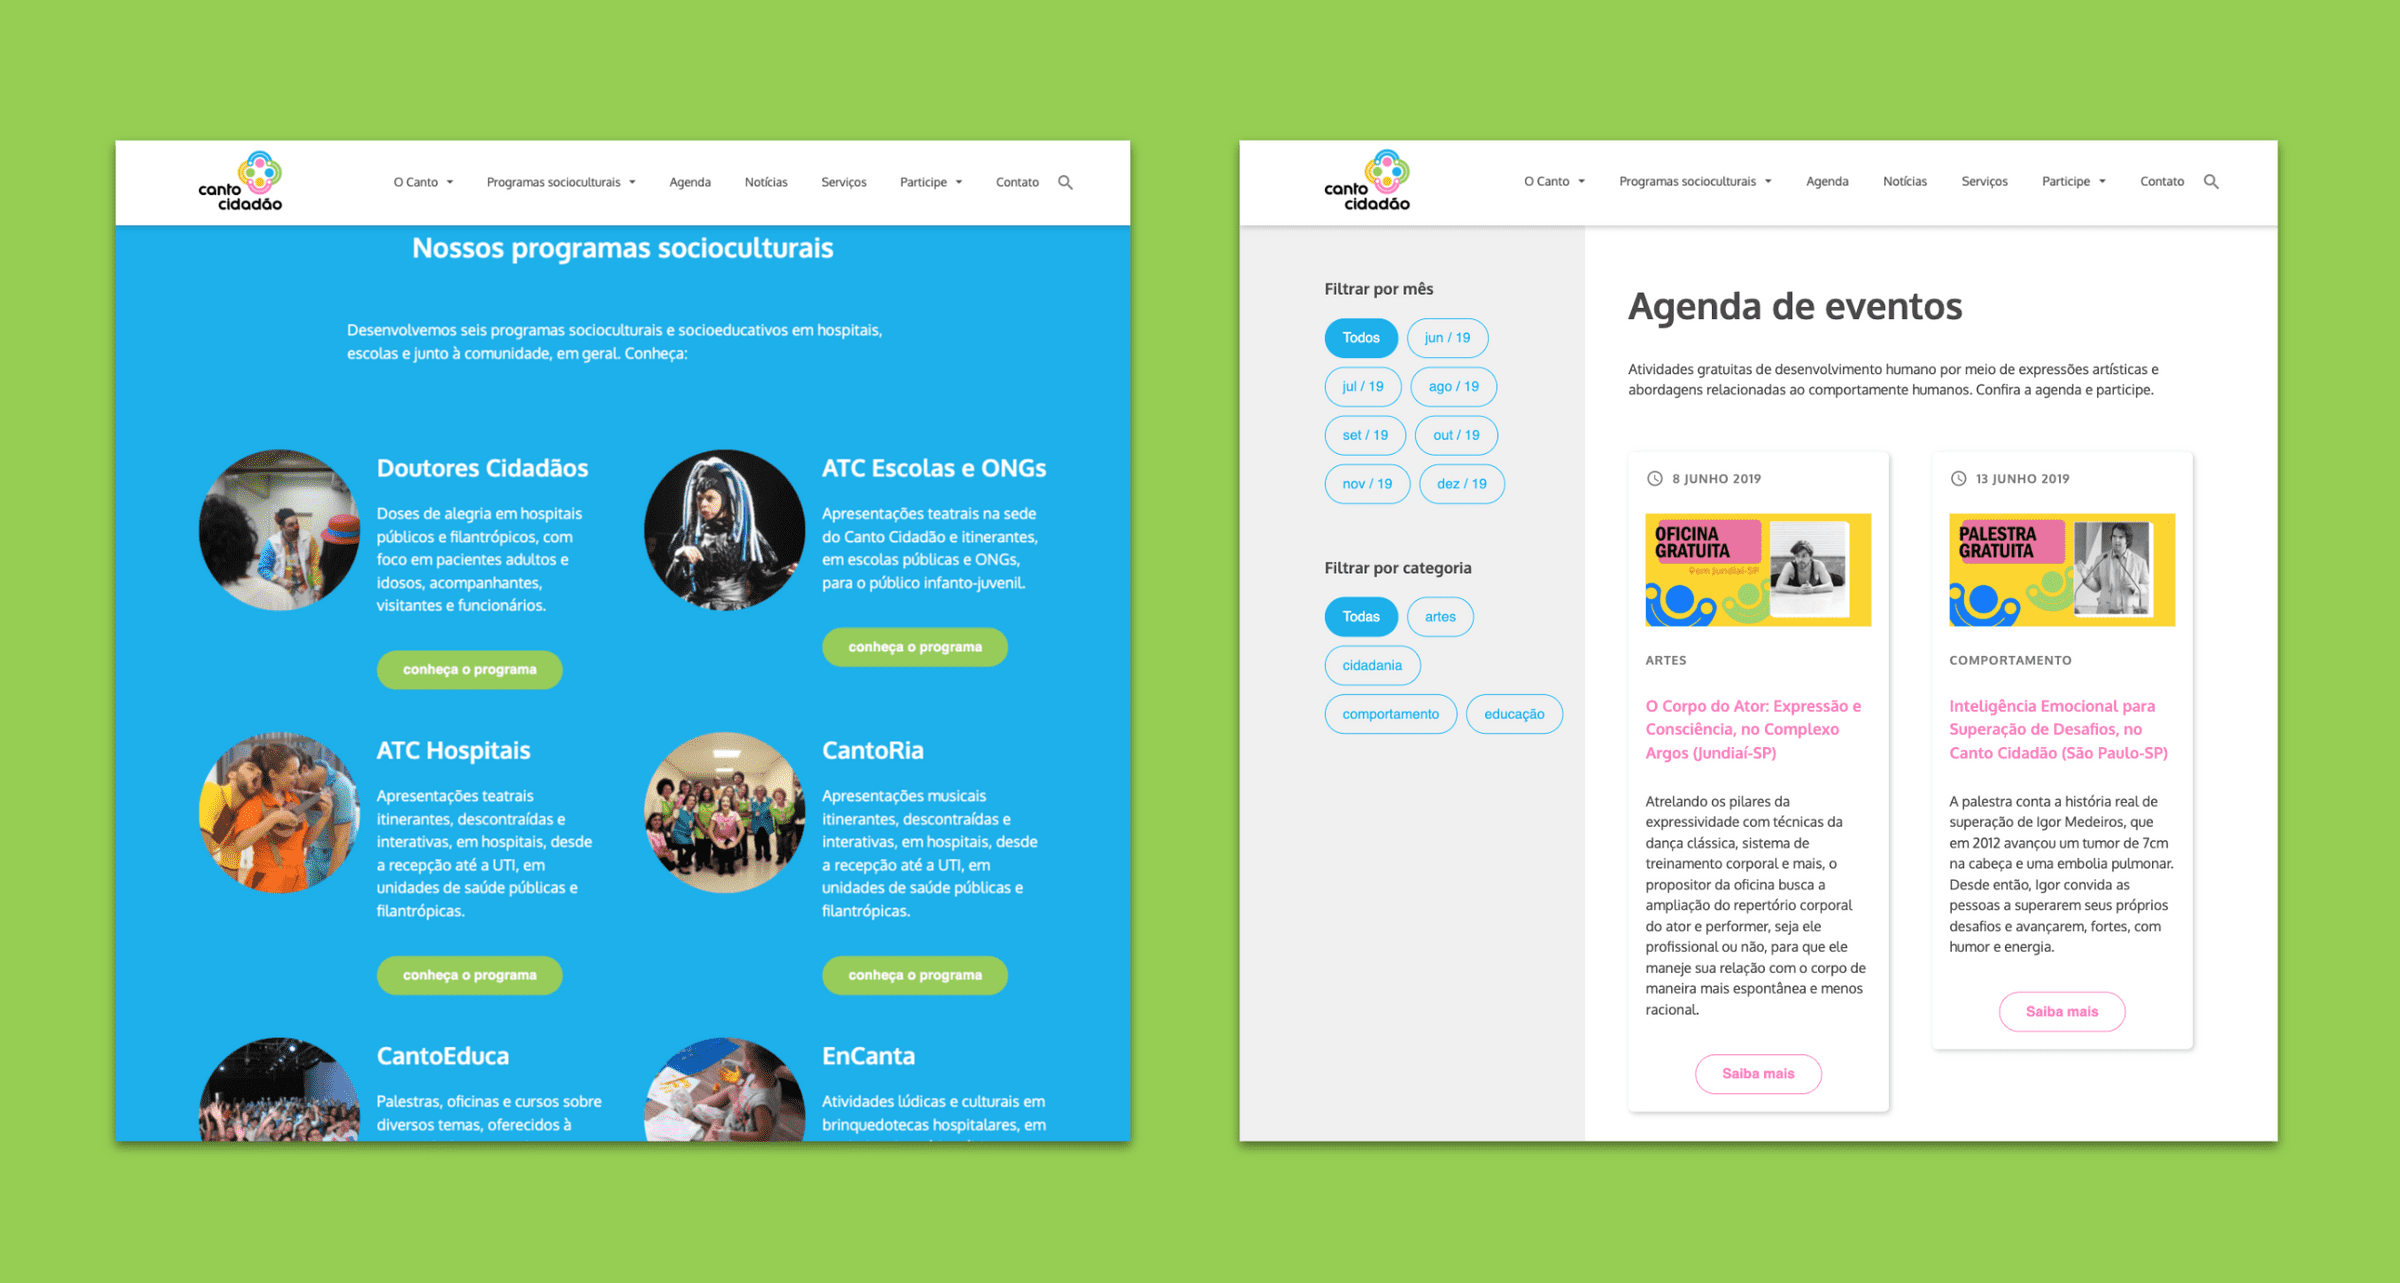 canto
cidadão
O Canto
Programas socioculturais
Agenda
Notícias
Serviços
Participe
Contato
Nossos programas socioculturais
Desenvolvemos seis programas socioculturais e socioeducativos em hospitais,
escolas e junto à comunidade, em geral. Conheça:
Doutores Cidadãos
Doses de alegria em hospitais
públicos e filantrópicos, com
foco em pacientes adultos e
idosos, acompanhantes,
visitantes e funcionários.
conheça o programa
ATC Escolas e ONGs
Apresentações teatrais na sede
do Canto Cidadão e itinerantes,
em escolas públicas e ONGs,
para o público infanto-juvenil.
conheça o programa
ATC Hospitais
Apresentações teatrais
itinerantes, descontraídas e
interativas, em hospitais, desde
a recepção até a UTI, em
unidades de saúde públicas e
filantrópicas.
conheça o programa
CantoRia
Apresentações musicais
itinerantes, descontraídas e
interativas, em hospitais, desde
a recepção até a UTI, em
unidades de saúde públicas e
filantrópicas.
conheça o programa
CantoEduca
Palestras, oficinas e cursos sobre
diversos temas, oferecidos à
EnCanta
Atividades lúdicas e culturais em
brinquedotecas hospitalares, em
canto
cidadão
O Canto
Programas socioculturais
Agenda
Notícias
Serviços
Participe
Contato
Filtrar por mês
Todos
jun / 19
jul / 19
ago / 19
set / 19
out / 19
nov / 19
dez / 19
Filtrar por categoria
Todas
artes
cidadania
comportamento
educação
Agenda de eventos
Atividades gratuitas de desenvolvimento humano por meio de expressões artísticas e
abordagens relacionadas ao comportamente humanos. Confira a agenda e participe.
8 JUNHO 2019
OFICINA
GRATUITA
em Jundiaí-SP
ARTES
O Corpo do Ator: Expressão e
Consciência, no Complexo
Argos (Jundiaí-SP)
Atrelando os pilares da
expressividade com técnicas da
dança clássica, sistema de
treinamento corporal e mais, o
propositor da oficina busca a
ampliação do repertório corporal
do ator e performer, seja ele
profissional ou não, para que ele
maneje sua relação com o corpo de
maneira mais espontânea e menos
racional.
Saiba mais
13 JUNHO 2019
PALESTRA
GRATUITA
COMPORTAMENTO
Inteligência Emocional para
Superação de Desafios, no
Canto Cidadão (São Paulo-SP)
A palestra conta a história real de
superação de Igor Medeiros, que
em 2012 avançou um tumor de 7cm
na cabeça e uma embolia pulmonar.
Desde então, Igor convida as
pessoas a superarem seus próprios
desafios e avançarem, fortes, com
humor e energia.
Saiba mais